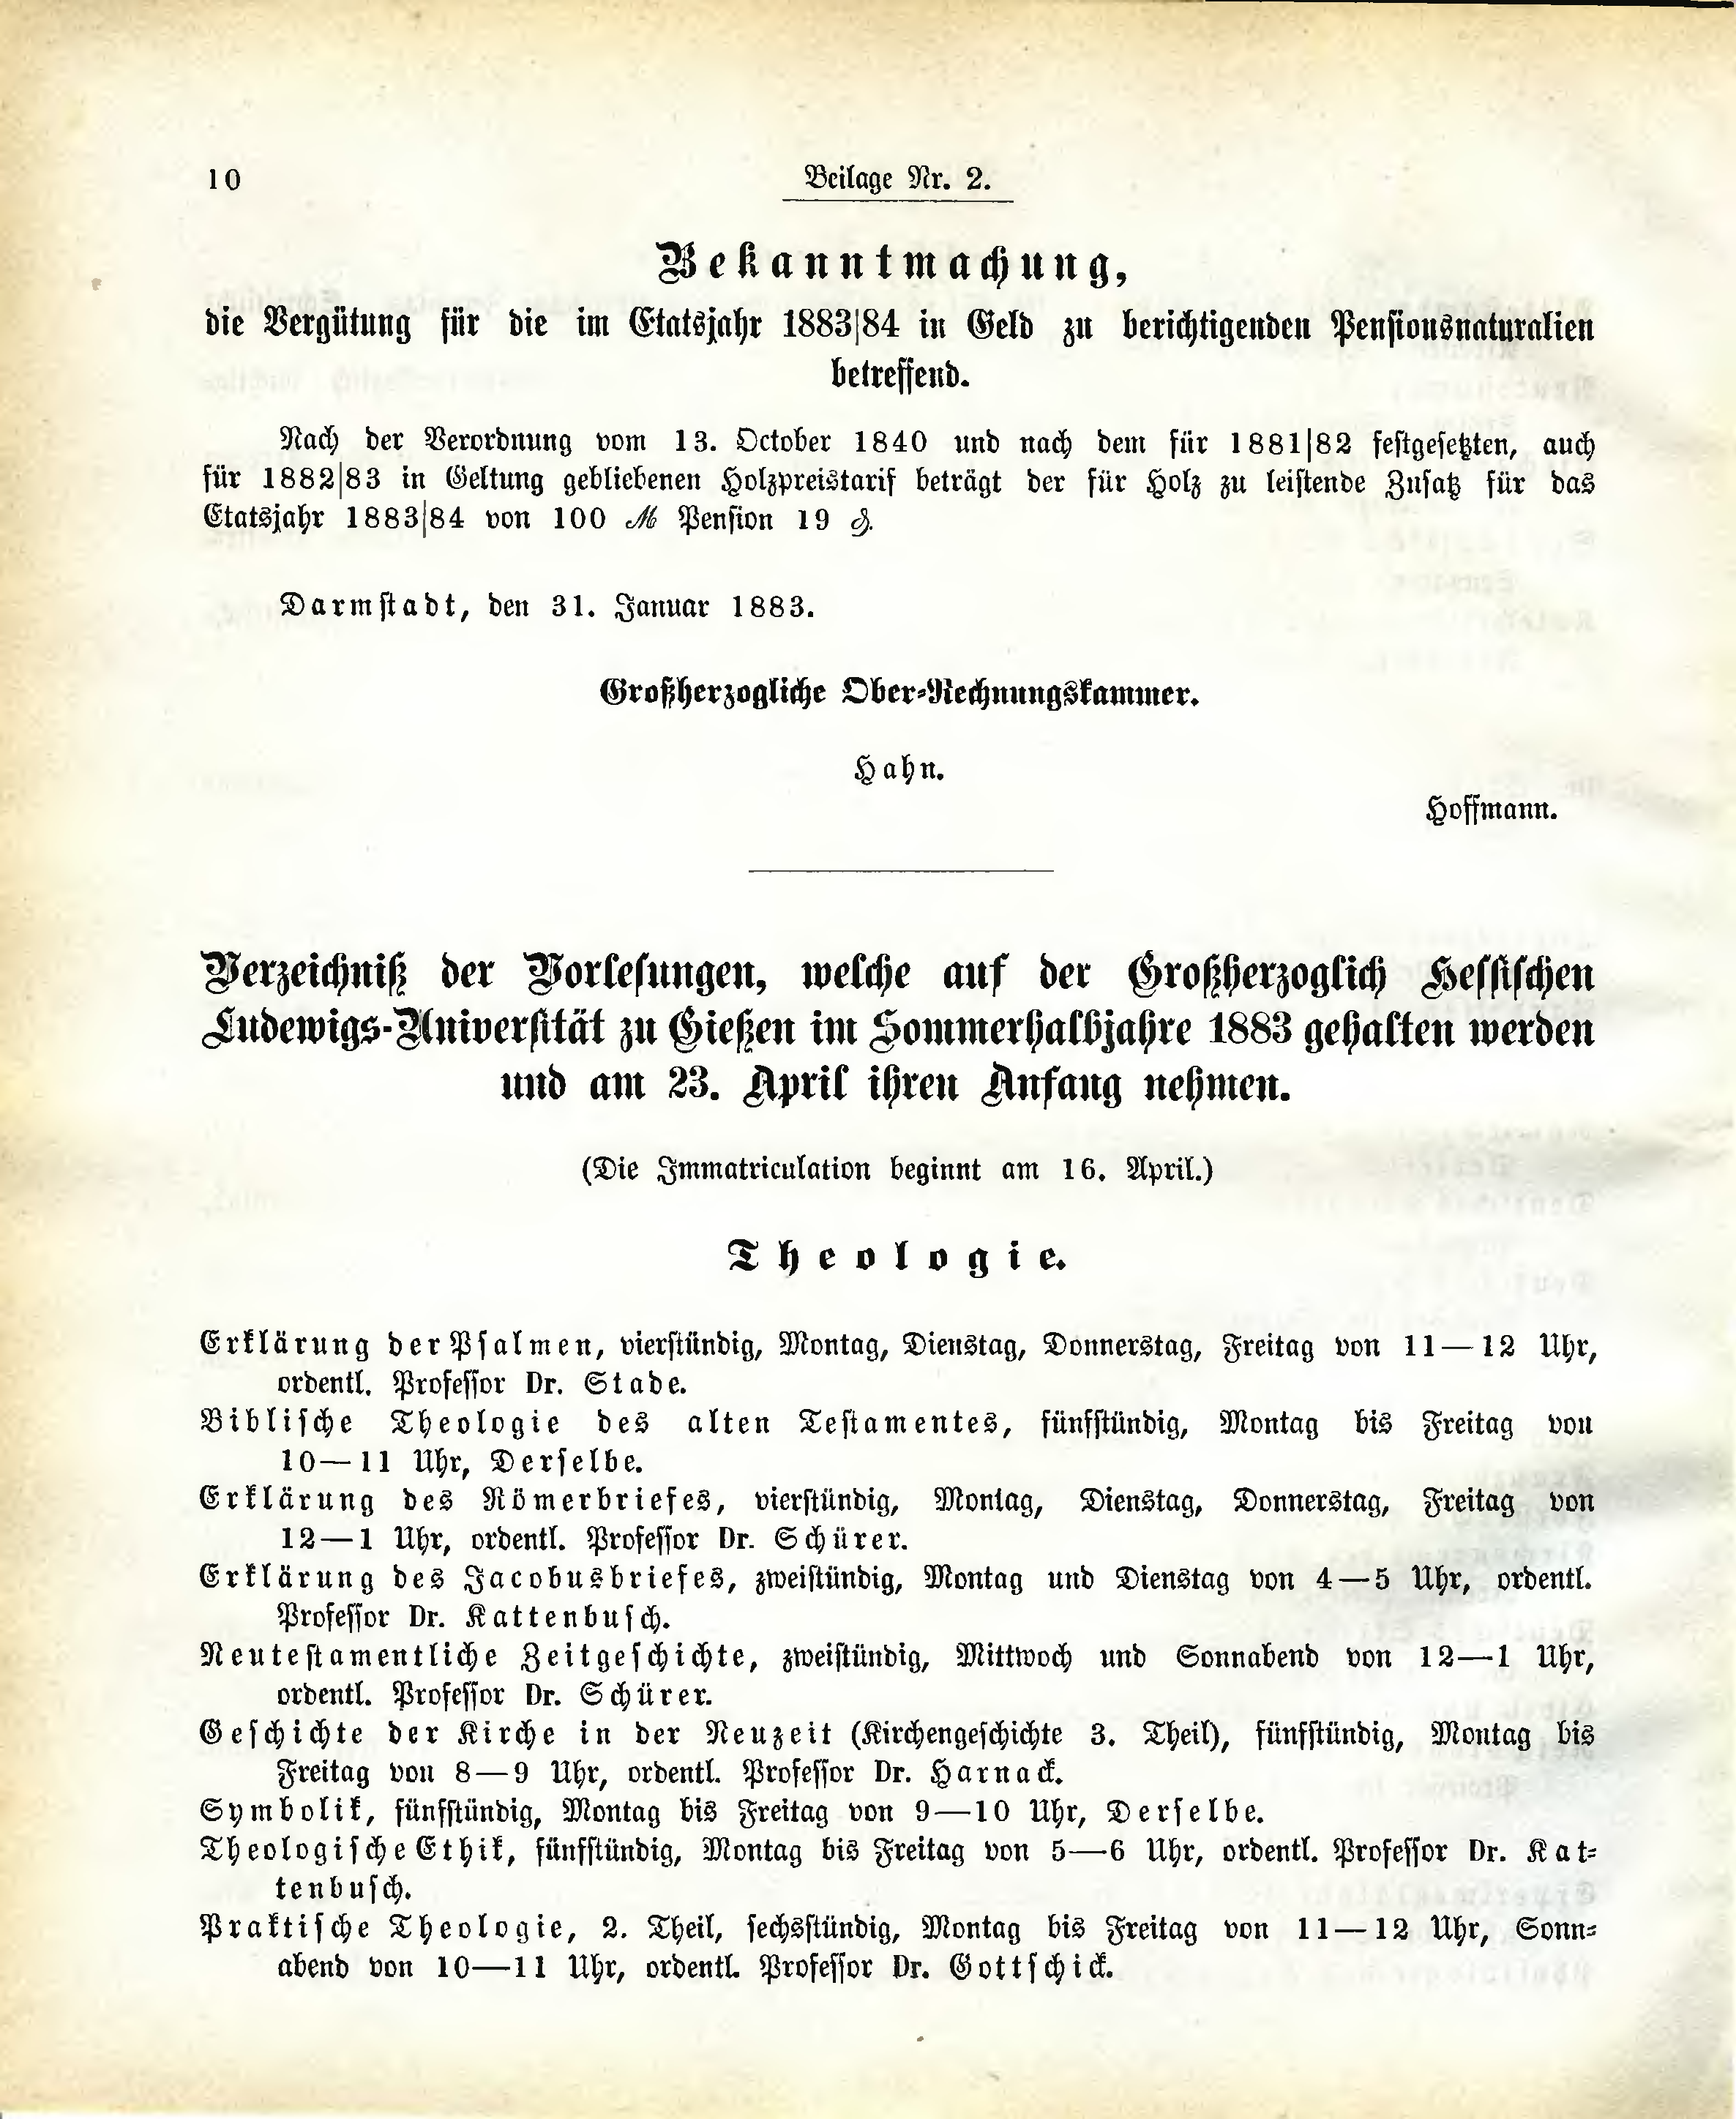 10
Beilage Nr. 2.
Bekanntmachung,
die Vergütung für die im Etatsjahr 1883|84 in Geld zu berichtigenden Pensionsnaturalien
betreffend.
Nach der Verordnung vom 13. October 1840 und nach dem für 1881|82 festgesetzten, auch
für 1882|83 in Geltung gebliebenen Holzpreistarif beträgt der für Holz zu leistende Zusatz für das
Etatsjahr 1883|84 von 100 ℳ Pension 19 ₰.
Darmstadt, den 31. Januar 1883.
Großherzogliche Ober-Rechnungskammer.
Hahn.
Hoffmann.
Verzeichniß der Vorlesungen, welche auf der Großherzoglich Hessischen
Ludewigs-Universität zu Gießen im Sommerhalbjahre 1883 gehalten werden
und am 23. April ihren Anfang nehmen.
(Die Immatriculation beginnt am 16. April.)
Theologie.
Erklärung der Psalmen, vierstündig, Montag, Dienstag, Donnerstag, Freitag von 11—12 Uhr,
ordentl. Professor Dr. Stade.
Biblische Theologie des alten Testamentes, fünfstündig, Montag bis Freitag von
10—11 Uhr, Derselbe.
Erklärung des Römerbriefes, vierstündig, Montag, Dienstag, Donnerstag, Freitag von
12—1 Uhr, ordentl. Professor Dr. Schürer.
Erklärung des Jacobusbriefes, zweistündig, Montag und Dienstag von 4—5 Uhr, ordentl.
Professor Dr. Kattenbusch.
Neutestamentliche Zeitgeschichte, zweistündig, Mittwoch und Sonnabend von 12—1 Uhr,
ordentl. Professor Dr. Schürer.
Geschichte der Kirche in der Neuzeit (Kirchengeschichte 3. Theil), fünfstündig, Montag bis
Freitag von 8—9 Uhr, ordentl. Professor Dr. Harnack.
Symbolik, fünfstündig, Montag bis Freitag von 9—10 Uhr, Derselbe.
Theologische Ethik, fünfstündig, Montag bis Freitag von 5—6 Uhr, ordentl. Professor Dr. Kat-
tenbusch.
Praktische Theologie, 2. Theil, sechsstündig, Montag bis Freitag von 11—12 Uhr, Sonn-
abend von 10—11 Uhr, ordentl. Professor Dr. Gottschick.